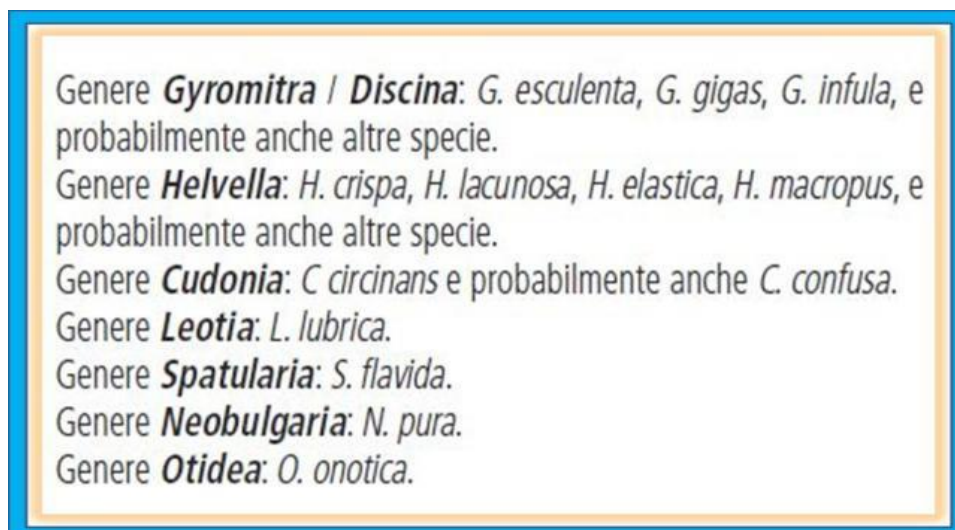 Genere Gyromitra / Discina: G. esculenta, G. gigas, G. infula, e
probabilmente anche altre specie.
Genere Helvella: H. crispa, H. lacunosa, H. elastica, H. macropus, e
probabilmente anche altre specie.
Genere Cudonia: C circinans e probabilmente anche C. confusa.
Genere Leotia: L. lubrica.
Genere Spatularia: S. flavida.
Genere Neobulgaria: N. pura.
Genere Otidea: O. onotica.